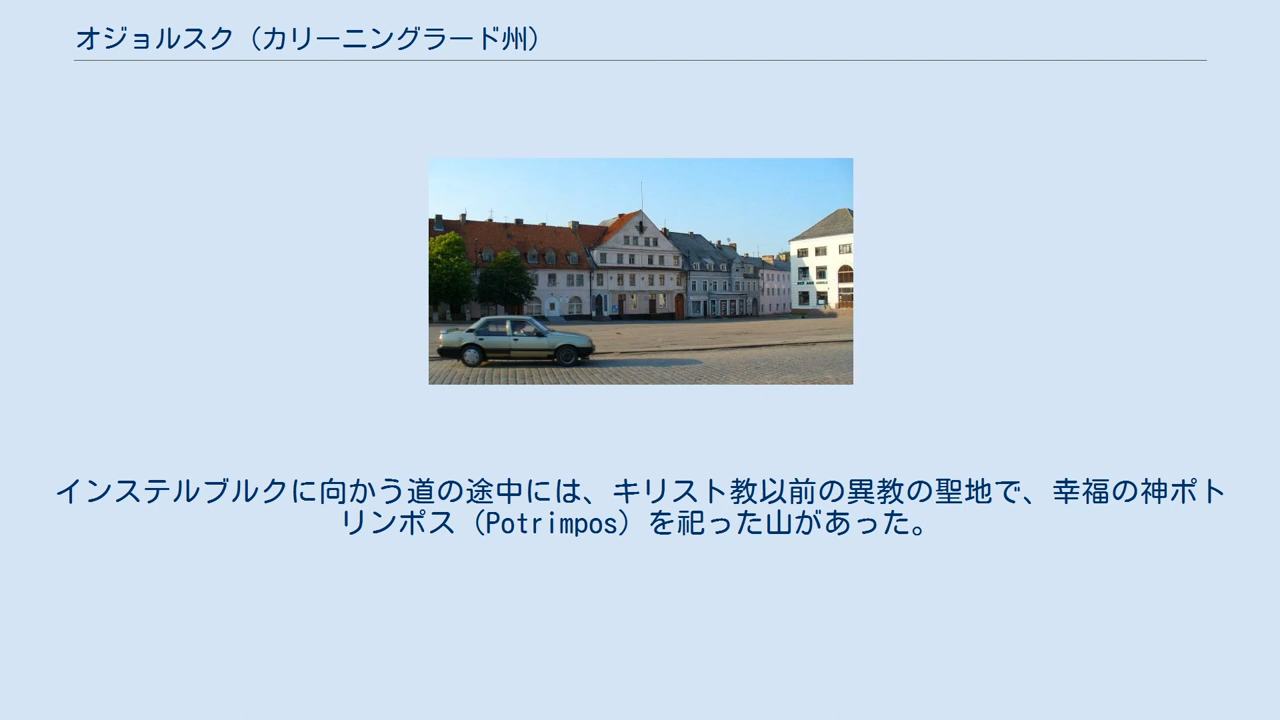 オジョルスク（カリーニングラード州）
インステルブルクに向かう道の途中には、キリスト教以前の異教の聖地で、幸福の神ポト
リンポス（Potrimpos）を祀った山があった。